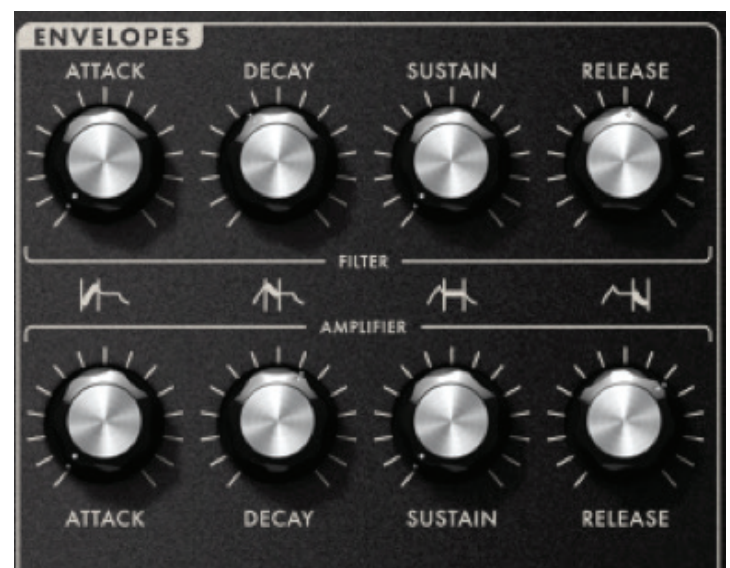 ENVELOPES
ATTACK DECAY SUSTAIN RELEASE
FILTER
AMPLIFIER
ATTACK DECAY SUSTAIN RELEASE